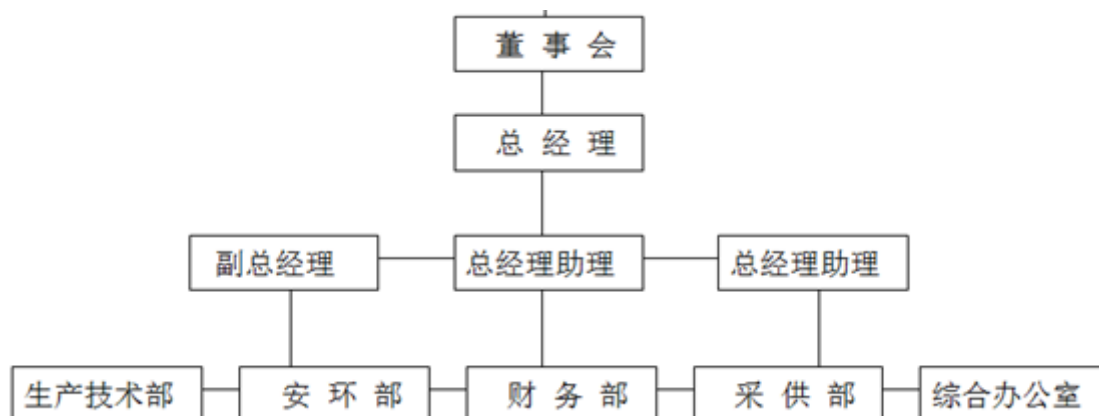 董事会
总经理
副总经理
总经理助理
总经理助理
生产技术部
安环部
财务部
采供部
综合办公室